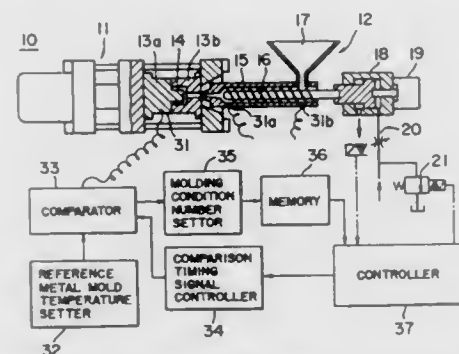 10
11
13a
14
13b
15
16
17
12
18
19
20
31a
31b
31
21
W
33
COMPARATOR
35
MOLDING
CONDITION
NUMBER
SETTOR
36
MEMORY
REFERENCE
METAL MOLD
TEMPERATURE
SETTER
32
COMPARISON
TIMING
SIGNAL
CONTROLLER
34
CONTROLLER
37